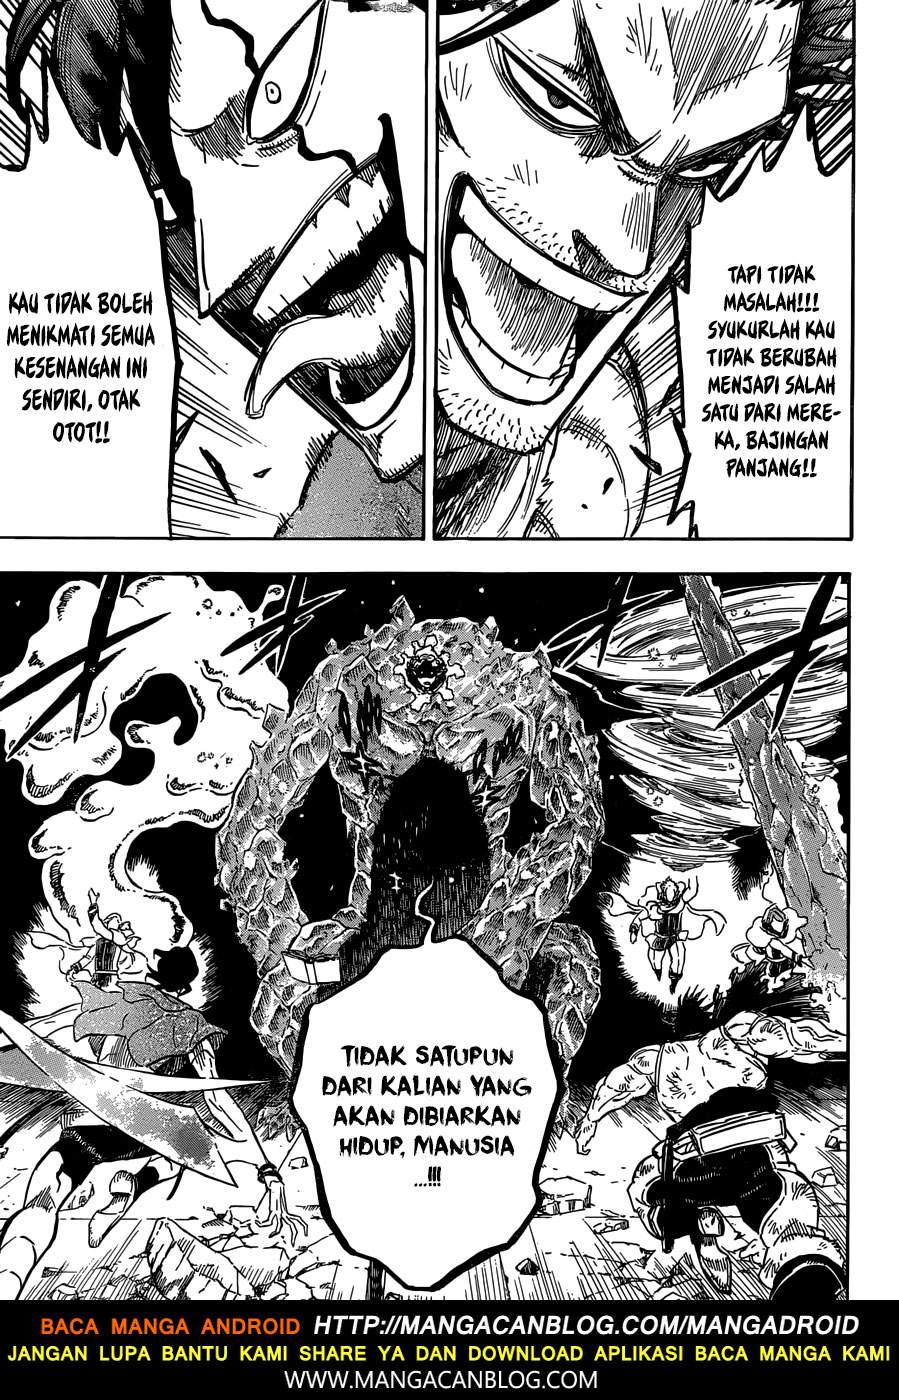 TAPI TIDAK
MASALAH!!!
SYUKURLAH KAU
TIDAK BERUBAH
MENJADI SALAH
SATU DARI MERE-
KA, BAJINGAN
PANJANG!!
KAU TIDAK BOLEH
MENIKMATI SEMUA
KESENANGAN INI
SENDIRI, OTAK
OTOT!!
TIDAK SATUPUN
DARI KALIAN YANG
AKAN DIBIARKAN
HIDUP, MANUSIA
...!!!
BACA MANGA ANDROID HTTP://MANGACANBLOG.COM/MANGADROID
JANGAN LUPA BANTU KAMI SHARE YA DAN DOWNLOAD APLIKASI BACA MANGA KAMI
WWW.MANGACANBLOG.COM